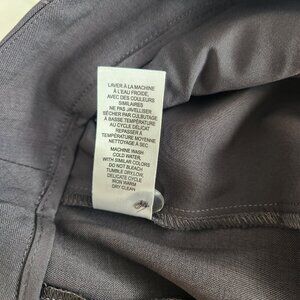 LAVER À LA MACHINE
À L'EAU FROIDE,
AVEC DES COULEURS
SIMILAIRES
NE PAS JAVELLISER
SÉCHER PAR CULBUTAGE
À BASSE TEMPÉRATURE
AU CYCLE DÉLICAT
REPASSER À
TEMPÉRATURE MOYENNE
NETTOYAGE À SEC
MACHINE WASH
COLD WATER,
WITH SIMILAR COLORS
DO NOT BLEACH
TUMBLE DRY.LOW,
DELICATE CYCLE
IRON WARM
DRY CLEAN